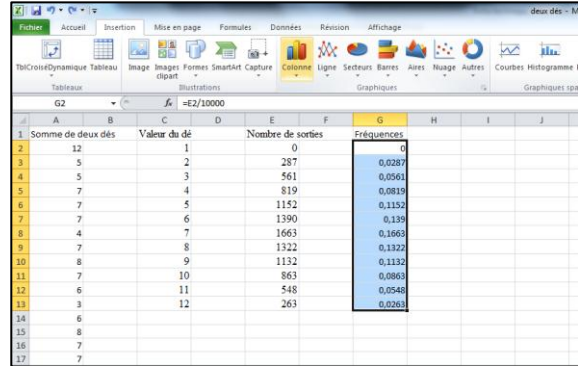 deux dés - M
Fichier Accueil Insertion Mise en page Formules Données Révision Affichage
TblCroiséDynamique Tableau Image Images clipart Formes SmartArt Capture Colonne Ligne Secteurs Barres Aires Nuage Autres Courbes Histogramme
Tableaux Illustrations Graphiques Graphiques spa
G2 fx =E2/10000
A B C D E F G H I J
1 Somme de deux dés Valeur du dé Nombre de sorties Fréquences
2 12 1 0 0
3 5 2 287 0,0287
4 5 3 561 0,0561
5 7 4 819 0,0819
6 7 5 1152 0,1152
7 7 6 1390 0,139
8 4 7 1663 0,1663
9 7 8 1322 0,1322
10 8 9 1132 0,1132
11 7 10 863 0,0863
12 6 11 548 0,0548
13 3 12 263 0,0263
14 6
15 8
16 7
17 7